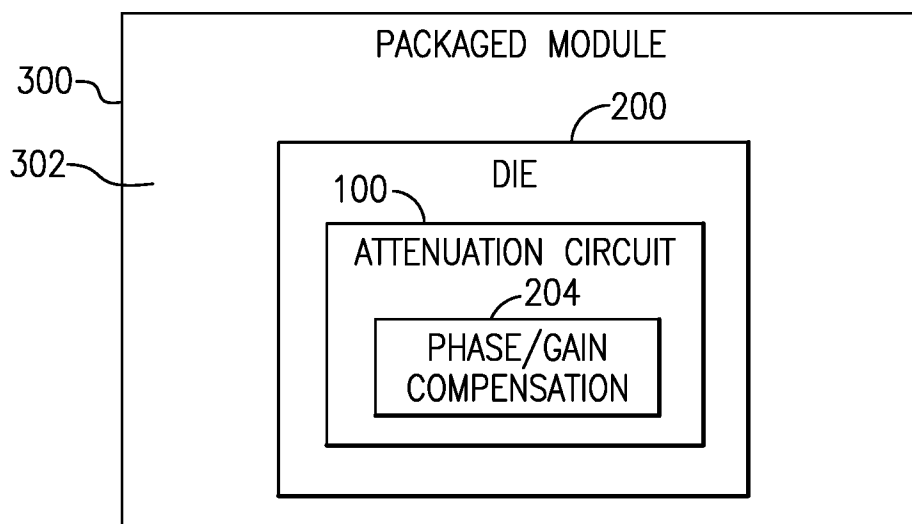 PACKAGED MODULE
300
200
302
DIE
100
ATTENUATION CIRCUIT
204
PHASE/GAIN
COMPENSATION